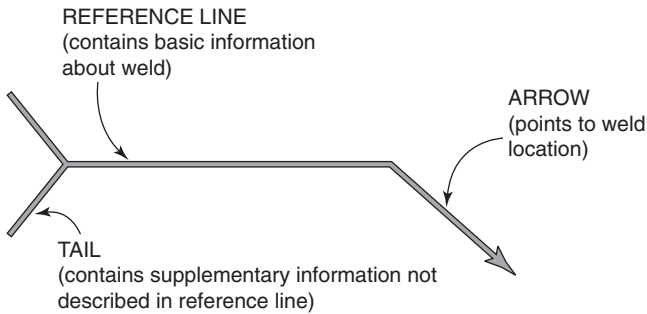 REFERENCE LINE
(contains basic information
about weld)
ARROW
(points to weld
location)
TAIL
(contains supplementary information not
described in reference line)